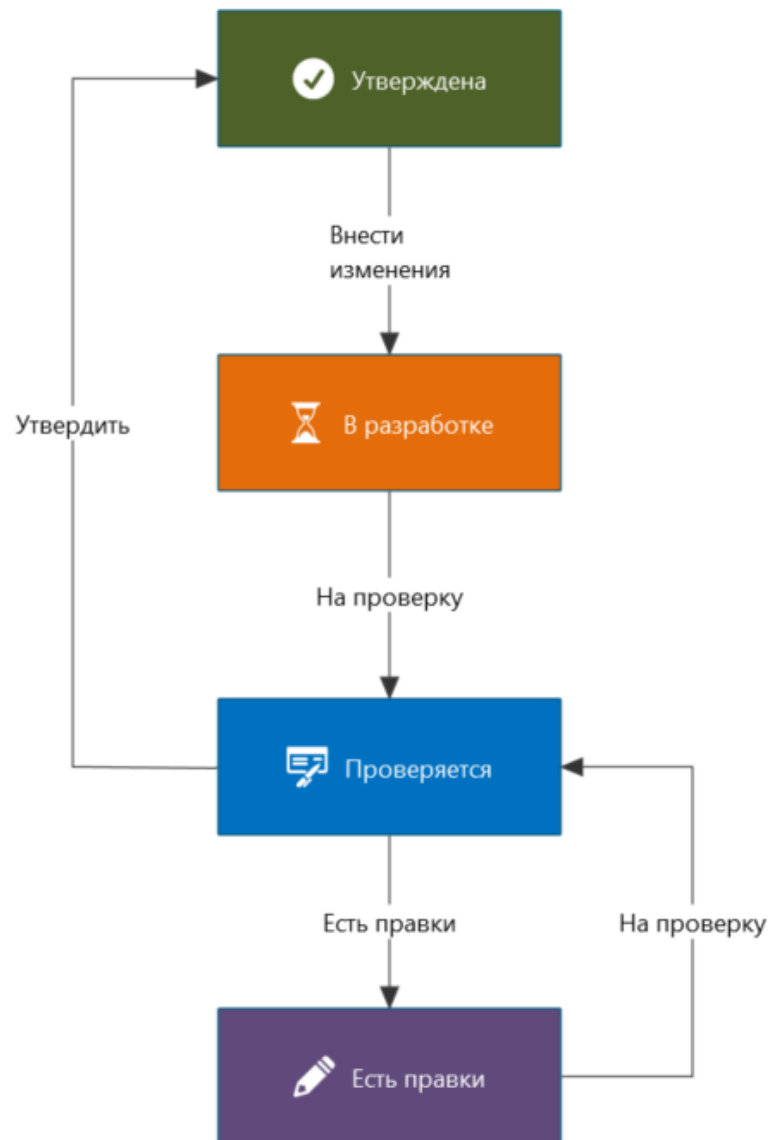 Утверждена
Внести
изменения
В разработке
Утвердить
На проверку
Проверяется
Есть правки
На проверку
Есть правки